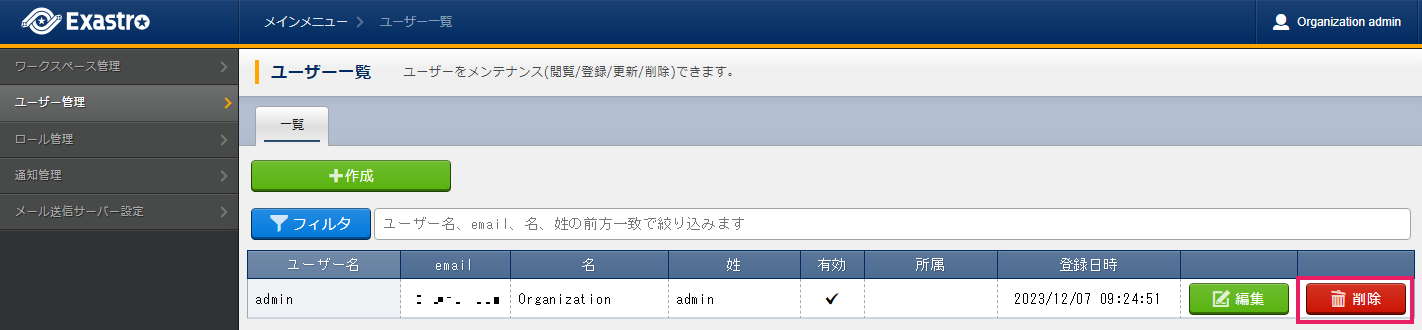 Exastro
メインメニュー ユーザー一覧
Organization admin
ワークスペース管理
ユーザー管理
ロール管理
通知管理
メール送信サーバー設定
ユーザー一覧 ユーザーをメンテナンス(閲覧/登録/更新/削除)できます。
一覧
作成
フィルタ ユーザー名、email、名、姓の前方一致で絞り込みます
ユーザー名 email 名 姓 有効 所属 登録日時
admin Organization admin ✓ 2023/12/07 09:24:51 編集 削除